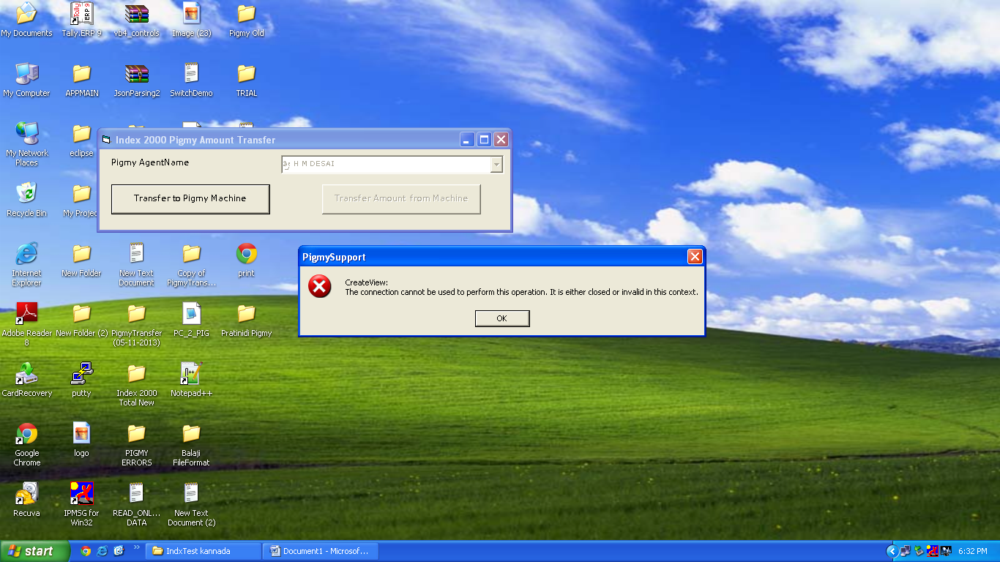 My Documents
Tally.ERP 9
vb4_controls
Image (23)
Pigmy Old
My Computer
APPMAIN
JsonParsing2
SwitchDemo
TRIAL
My Network
Places
eclipse
Recycle Bin
My Projec
Index 2000 Pigmy Amount Transfer
Pigmy AgentName
H M DESAI
Transfer to Pigmy Machine
Transfer Amount from Machine
Internet
Explorer
New Folder
New Text
Document
Copy of
PigmyTrans...
print
PigmySupport
CreateView:
The connection cannot be used to perform this operation. It is either closed or invalid in this context.
OK
Adobe Reader
8
New Folder (2)
PigmyTransfer
(05-11-2013)
PC_2_PIG
Pratinidi Pigmy
CardRecovery
putty
Index 2000
Total New
Notepad++
Google
Chrome
logo
PIGMY
ERRORS
Balaji
FileFormat
Recuva
IPMSG for
Win32
READ_ONL...
DATA
New Text
Document (2)
start
IndxTest kannada
Document1 - Microsof...
6:32 PM